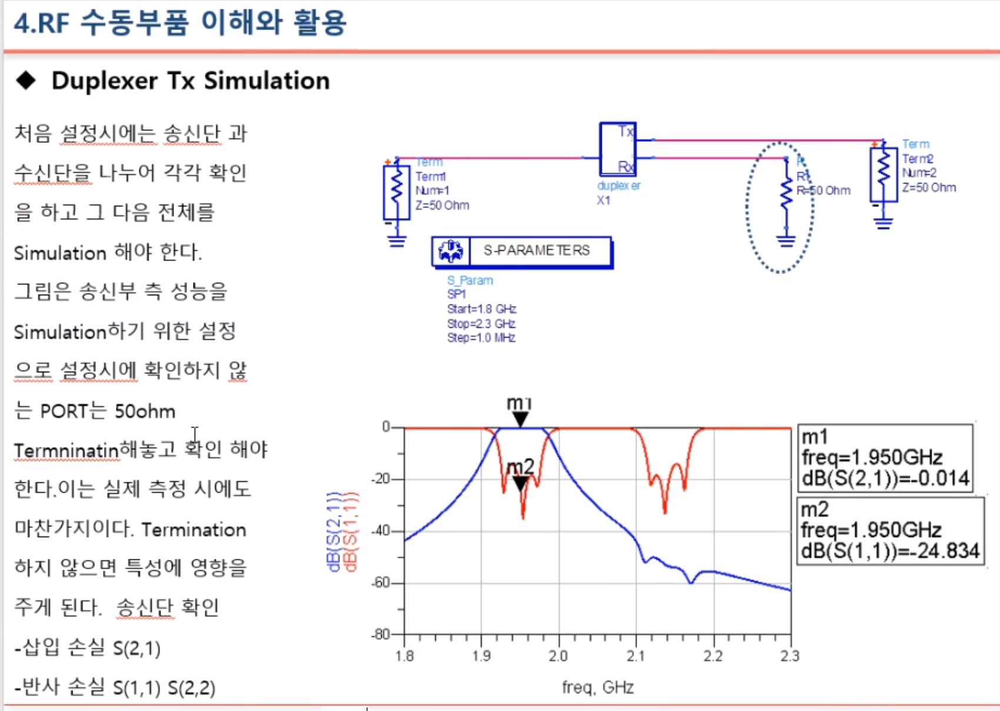 4.RF 수동부품 이해와 활용
◆ Duplexer Tx Simulation
처음 설정시에는 송신단 과
수신단을 나누어 각각 확인
을 하고 그 다음 전체를
Simulation 해야 한다.
그림은 송신부 측 성능을
Simulation하기 위한 설정
으로 설정시에 확인하지 않
는 PORT는 50ohm
Termninatin해놓고 확인 해야
한다.이는 실제 측정 시에도
마찬가지이다. Termination
하지 않으면 특성에 영향을
주게 된다. 송신단 확인
-삽입 손실 S(2,1)
-반사 손실 S(1,1) S(2,2)
+
Term
Term1
Num=1
Z=50 Ohm
-
Tx
Rx
duplexer
X1
R
R1
R=50 Ohm
+
Term
Term2
Num=2
Z=50 Ohm
-
S-PARAMETERS
S_Param
SP1
Start=1.8 GHz
Stop=2.3 GHz
Step=1.0 MHz
m1
m2
0
-20
-40
-60
-80
dB(S(2,1))
dB(S(1,1))
1.8 1.9 2.0 2.1 2.2 2.3
freq, GHz
m1
freq=1.950GHz
dB(S(2,1))=-0.014
m2
freq=1.950GHz
dB(S(1,1))=-24.834